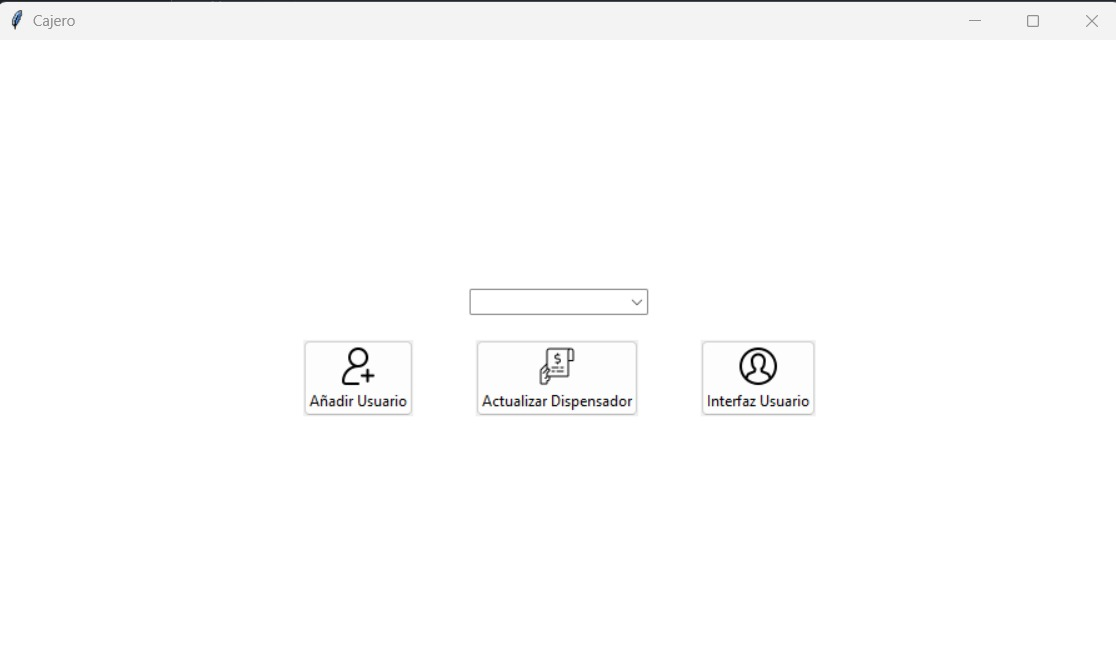 Cajero
Añadir Usuario
Actualizar Dispensador
Interfaz Usuario